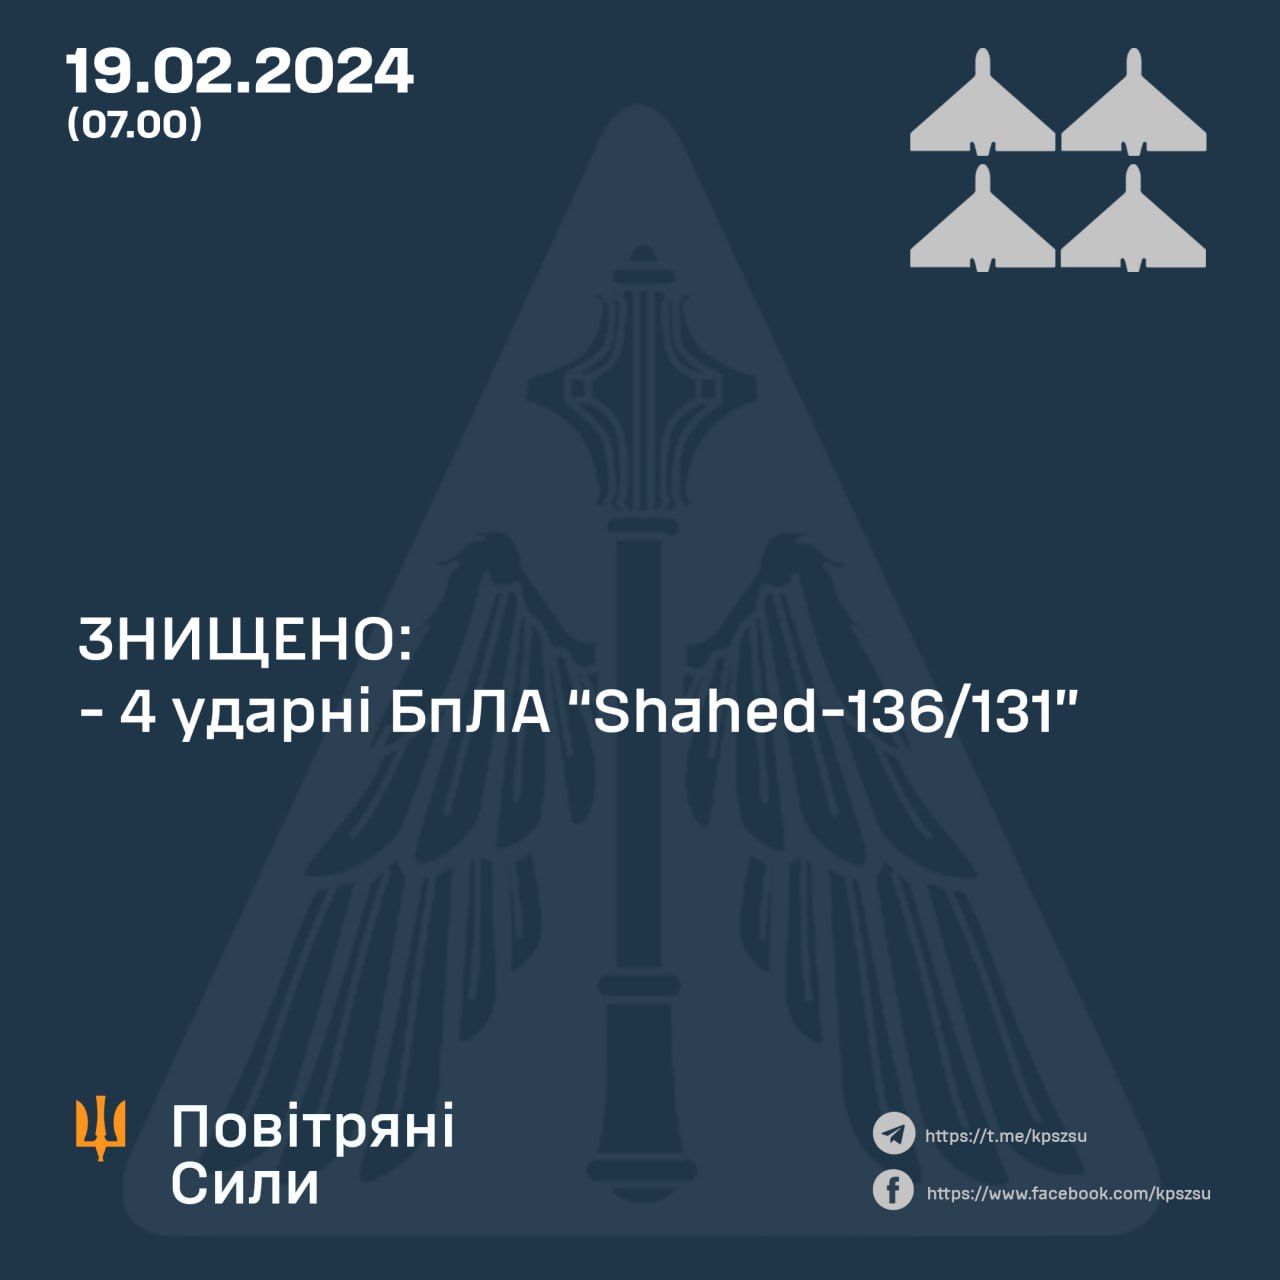 19.02.2024
(07.00)
ЗНИЩЕНО:
- 4 ударні БпЛА “Shahed-136/131”
Повітряні
Сили
https://t.me/kpszsu
https://www.facebook.com/kpszsu